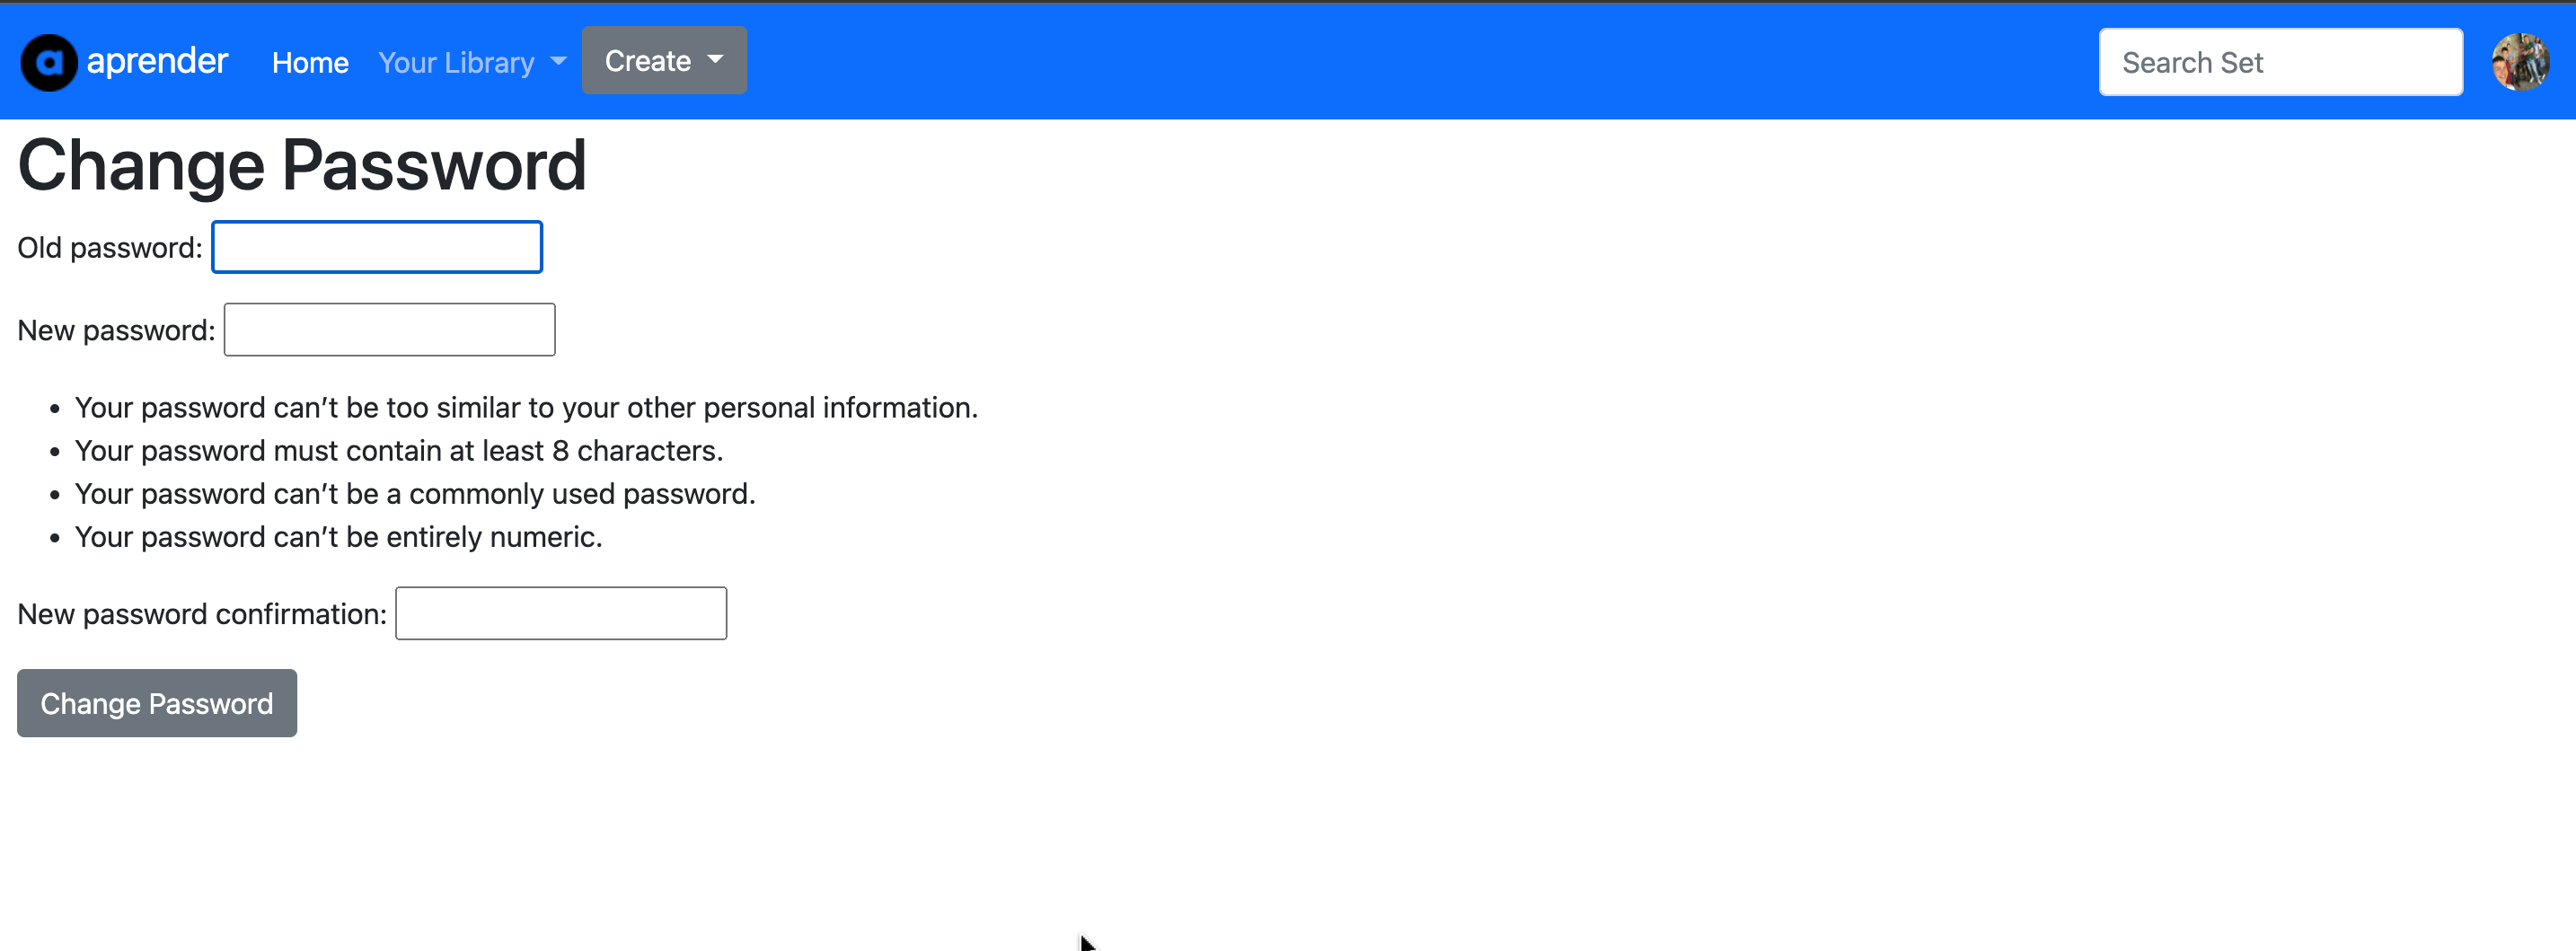 a aprender Home Your Library Create Search Set
Change Password
Old password:
New password:
• Your password can’t be too similar to your other personal information.
• Your password must contain at least 8 characters.
• Your password can’t be a commonly used password.
• Your password can’t be entirely numeric.
New password confirmation:
Change Password